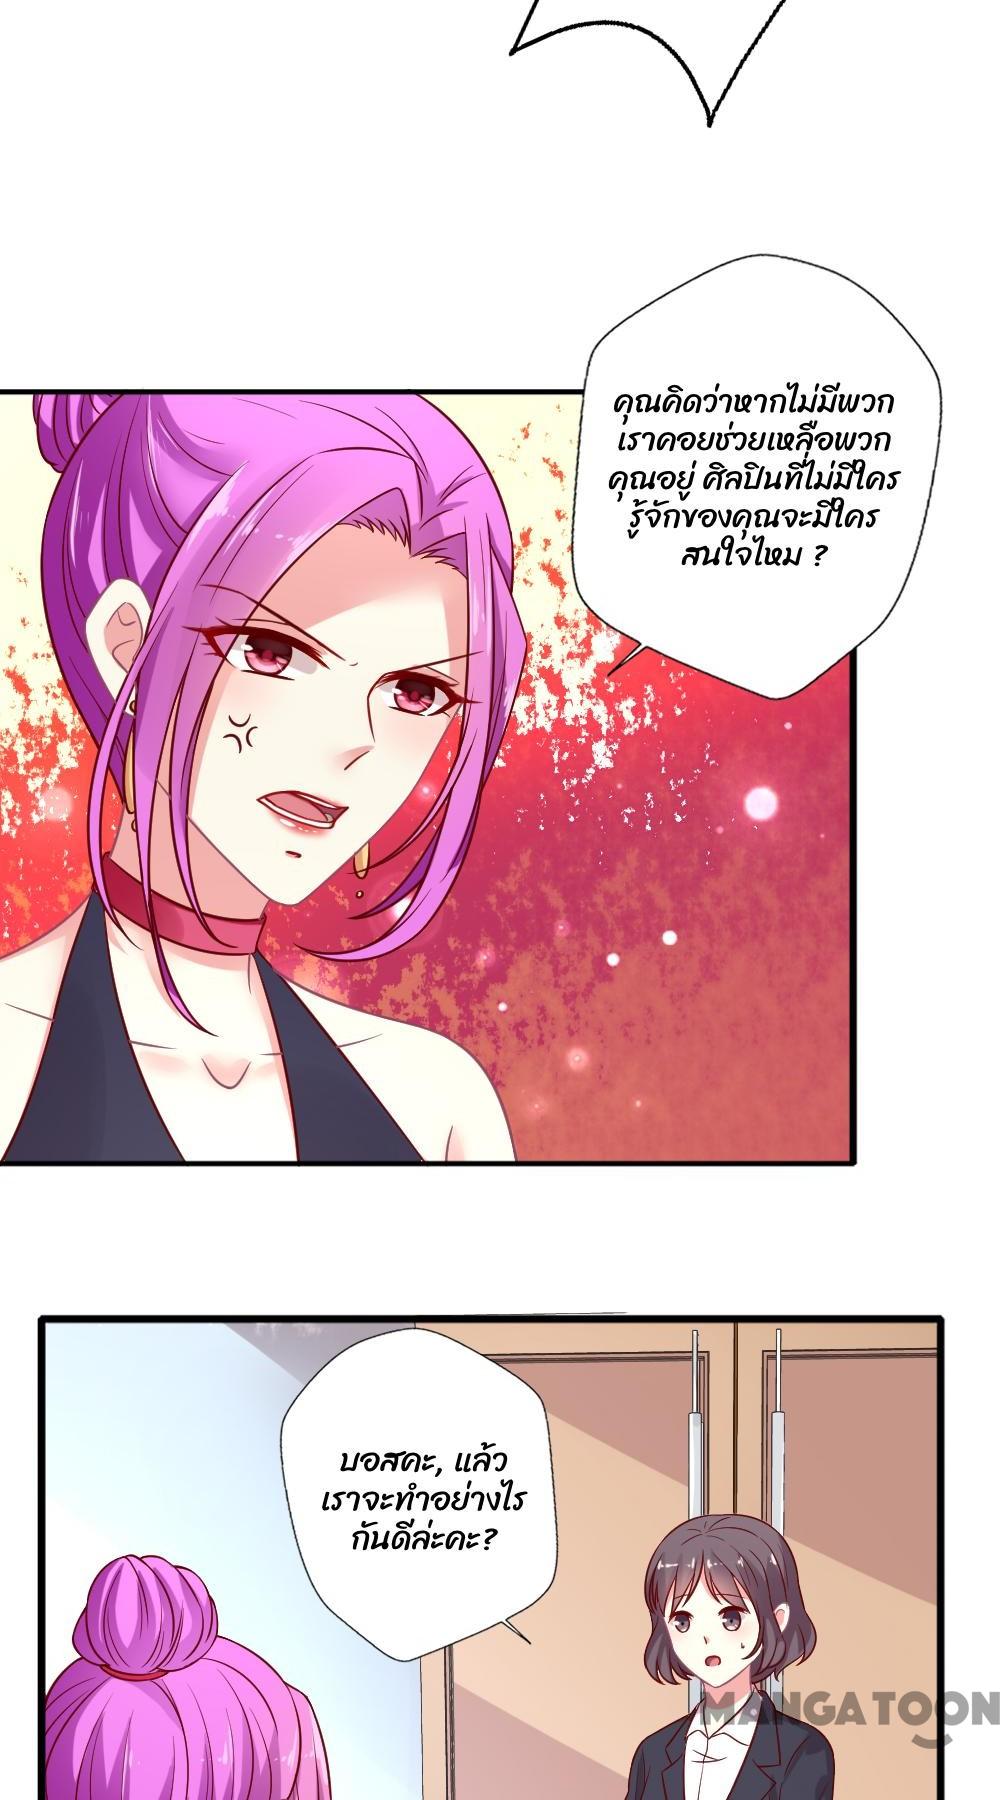 คุณคิดว่าหากไม่มีพวก
เราคอยช่วยเหลือพวก
คุณอยู่ ศิลปินที่ไม่มีใคร
รู้จักของคุณจะมีใคร
สนใจไหม ?
บอสคะ, แล้ว
เราจะทำอย่างไร
กันดีล่ะคะ?
MANGATOON